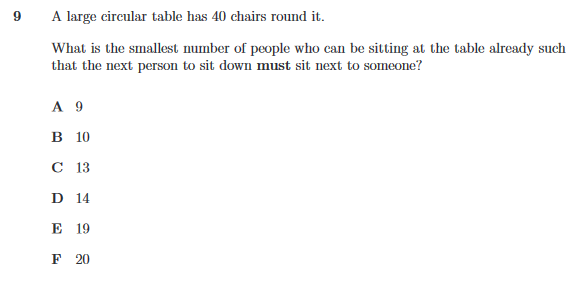 9 A large circular table has 40 chairs round it.
What is the smallest number of people who can be sitting at the table already such
that the next person to sit down must sit next to someone?
A 9
B 10
C 13
D 14
E 19
F 20